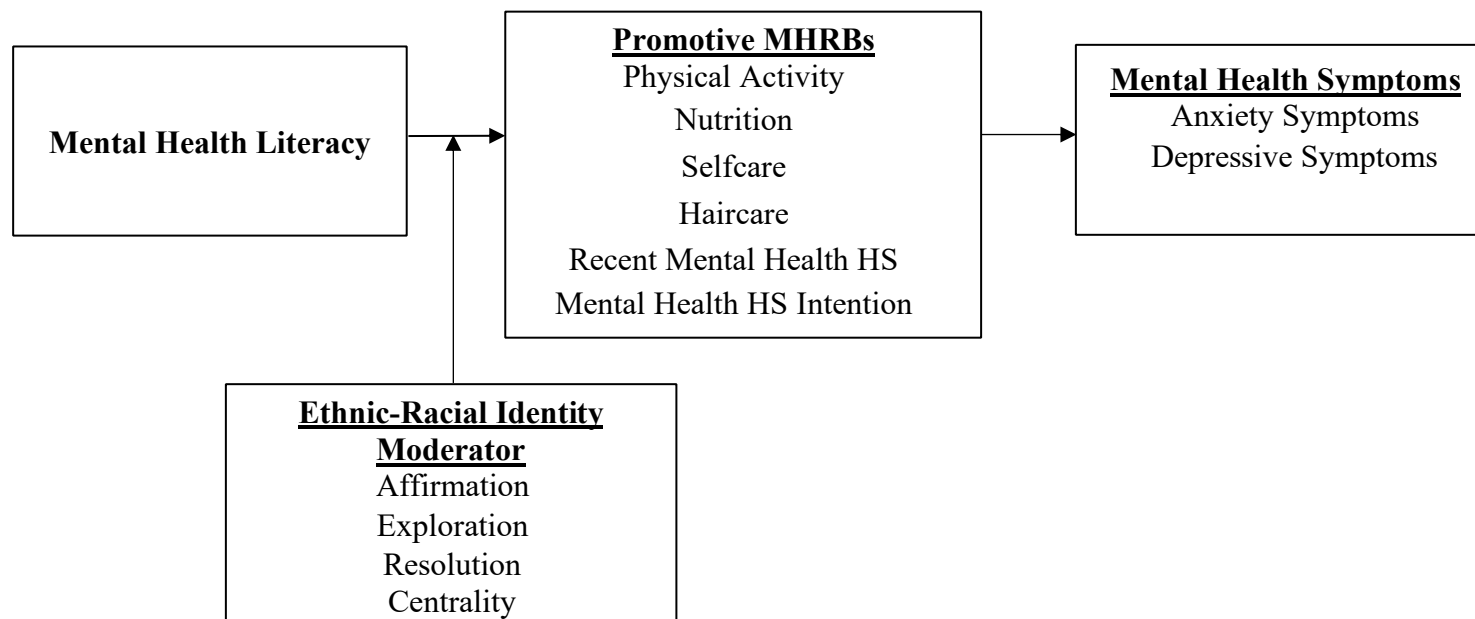 Mental Health Literacy
Promotive MHRBs
Physical Activity
Nutrition
Selfcare
Haircare
Recent Mental Health HS
Mental Health HS Intention
Mental Health Symptoms
Anxiety Symptoms
Depressive Symptoms
Ethnic-Racial Identity
Moderator
Affirmation
Exploration
Resolution
Centrality